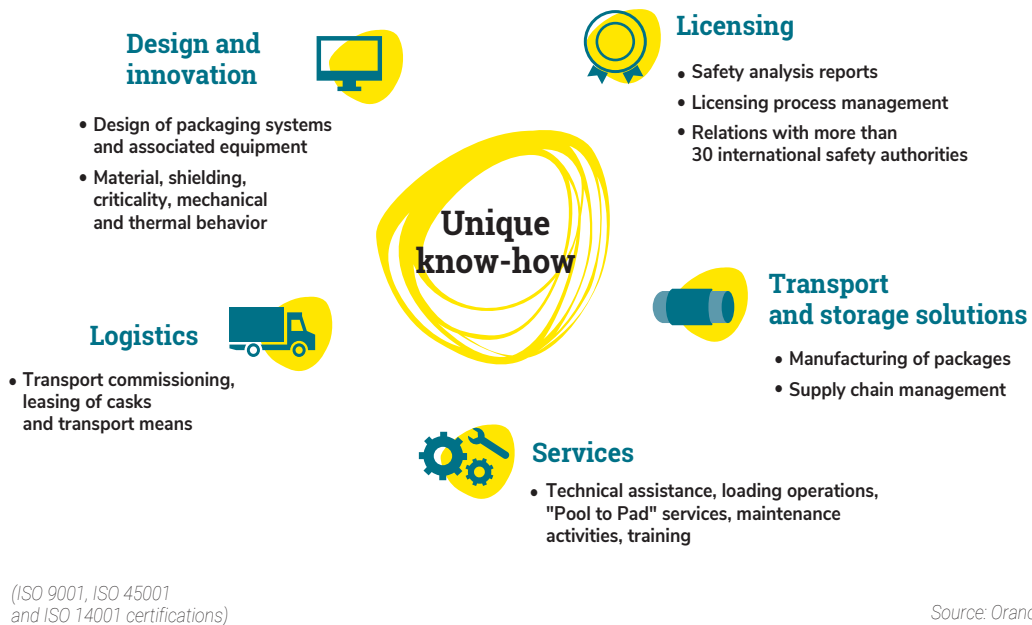 Design and
innovation
• Design of packaging systems
and associated equipment
• Material, shielding,
criticality, mechanical
and thermal behavior
Licensing
• Safety analysis reports
• Licensing process management
• Relations with more than
30 international safety authorities
Unique
know-how
Transport
and storage solutions
• Manufacturing of packages
• Supply chain management
Logistics
• Transport commissioning,
leasing of casks
and transport means
Services
• Technical assistance, loading operations,
"Pool to Pad" services, maintenance
activities, training
(ISO 9001, ISO 45001
and ISO 14001 certifications)
Source: